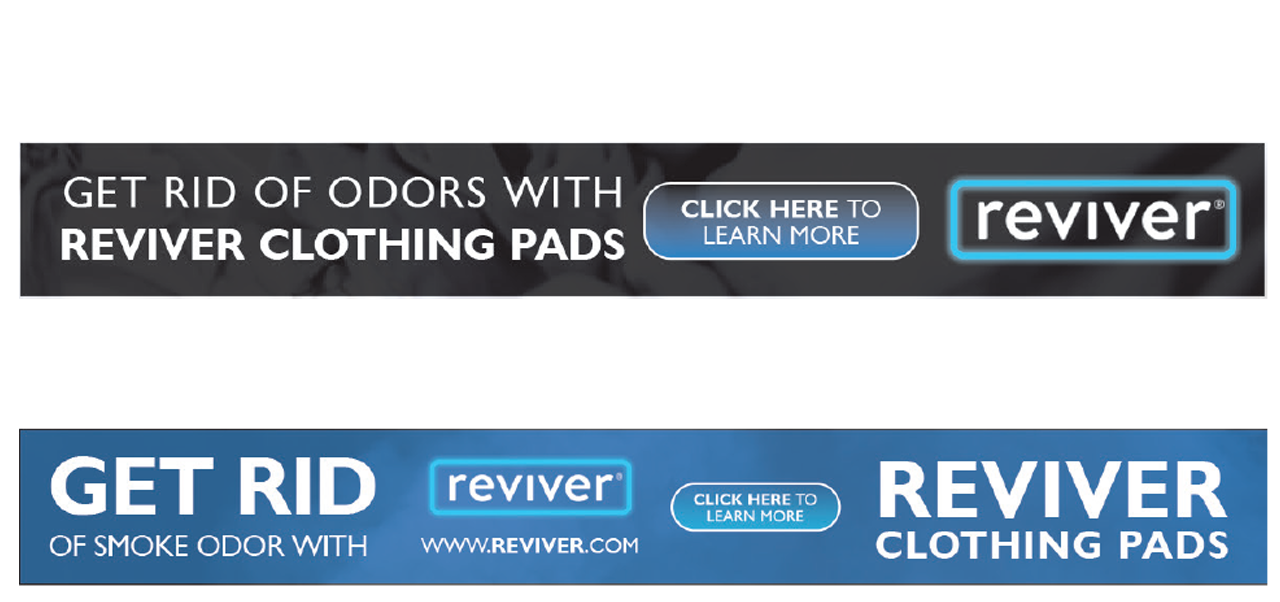 GET RID OF ODORS WITH
REVIVER CLOTHING PADS
CLICK HERE TO
LEARN MORE
reviver®
GET RID
OF SMOKE ODOR WITH
reviver®
WWW.REVIVER.COM
CLICK HERE TO
LEARN MORE
REVIVER
CLOTHING PADS